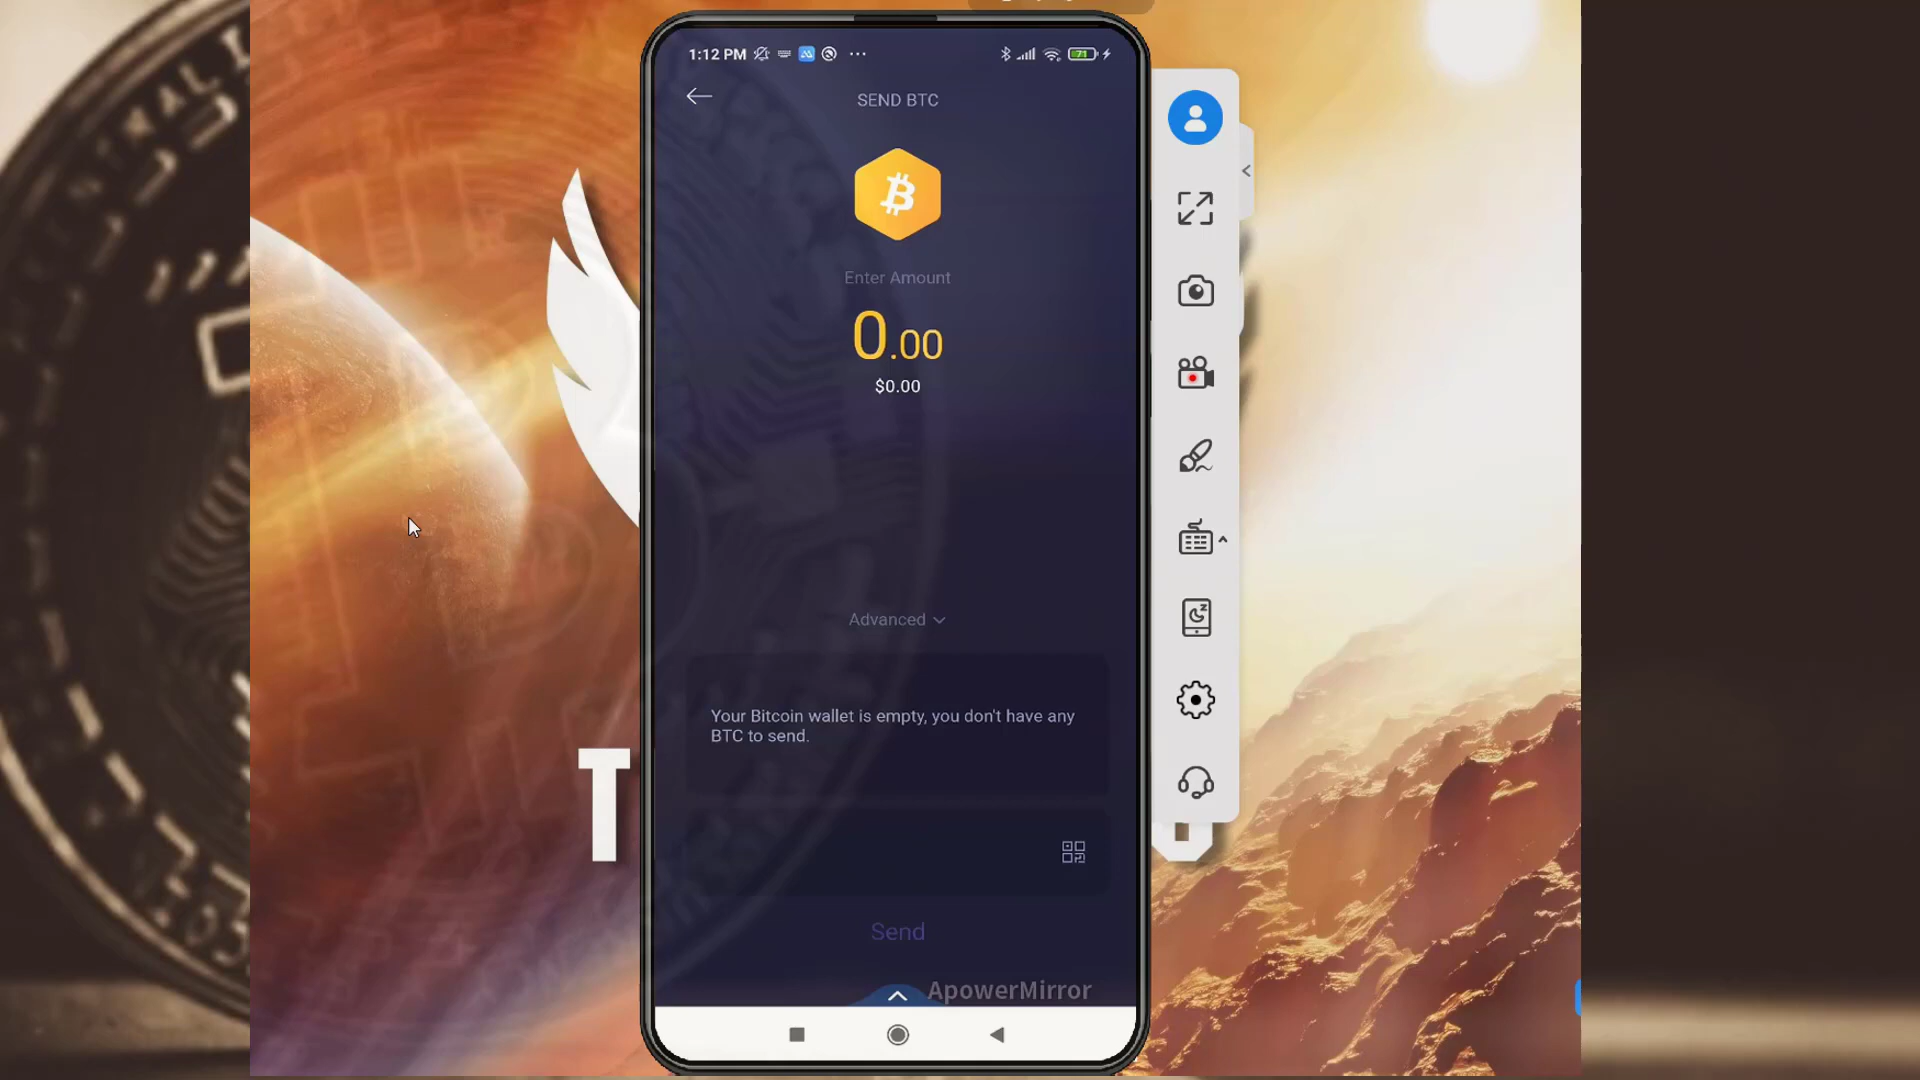 1:12 PM
71
SEND BTC
Enter Amount
0.00
$0.00
Advanced
Your Bitcoin wallet is empty, you don't have any
BTC to send.
Send
ApowerMirror
T